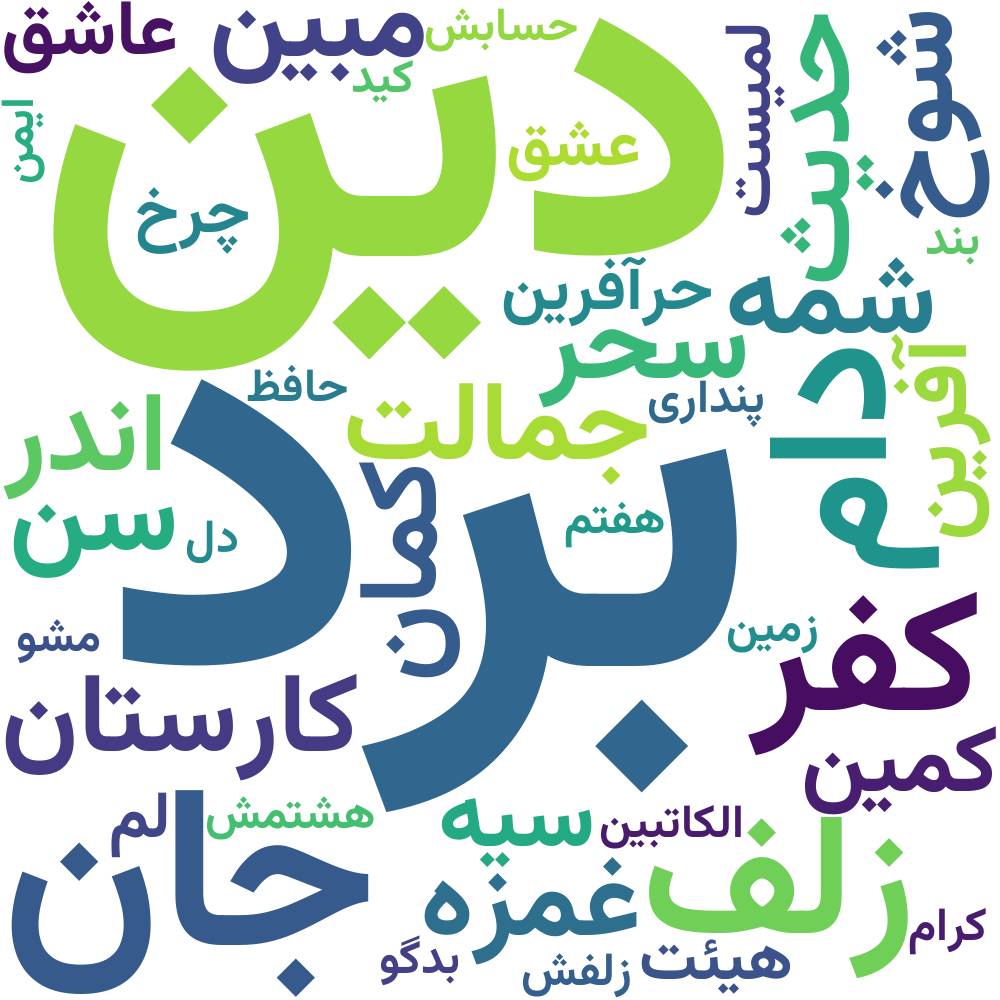 عاشق
مبین
حسابش
کید
لمیست
حدیث
شوخ
ایمن
دین
عشق
چرخ
بند
حرآفرین
شمه
سحر
آفرین
حافظ
جمالت
پنداری
دام
اندر
سن
دل
کمان
برد
هفتم
مشو
زمین
کفر
کارستان
کمین
لم
هشتمش
سیه
الکاتبین
جان
غمزه
زلف
کرام
بدگو
زلفش
هیئت